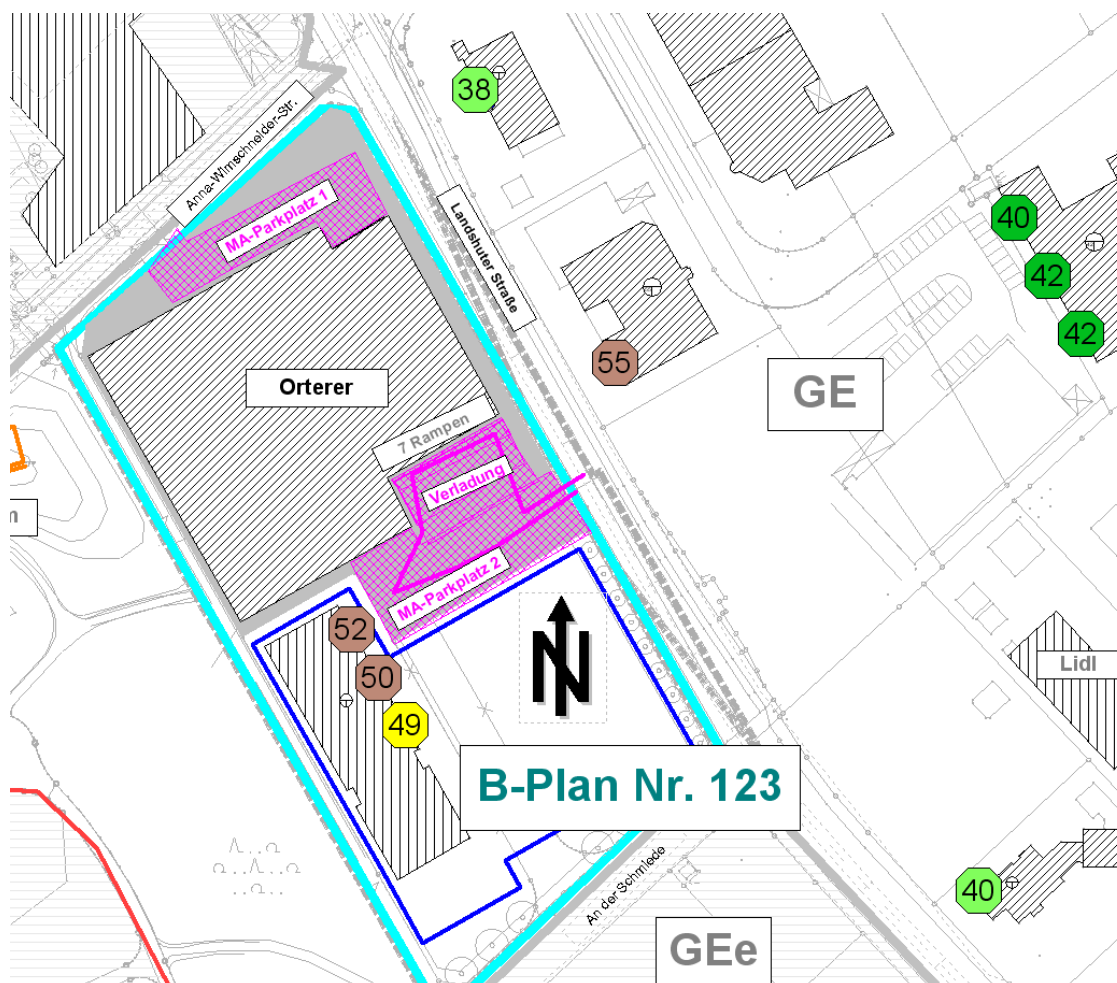 38
Anna-Wimschneider-Str.
MA-Parkplatz 1
Landshuter Straße
40
42
42
55
GE
Orterer
7 Rampen
Verladung
MA-Parkplatz 2
52
50
49
N
Lidl
B-Plan Nr. 123
An der Schmiede
40
GEe